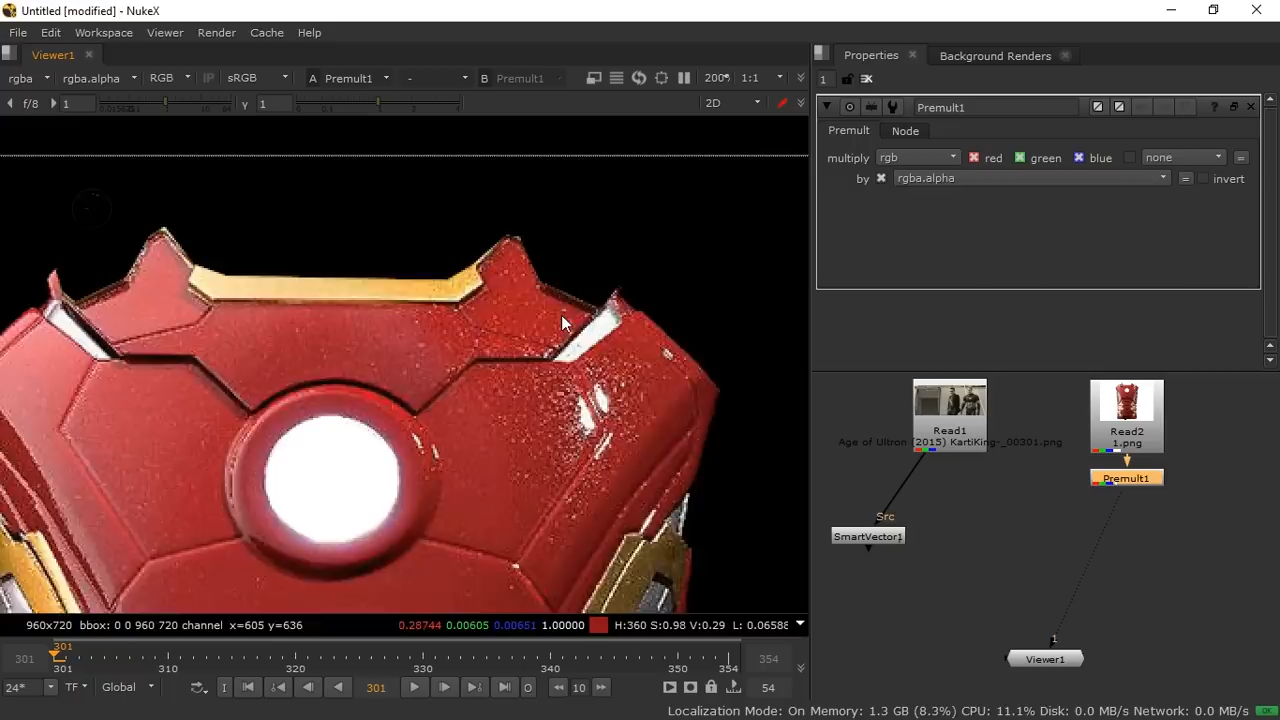 Untitled [modified] - NukeX
File Edit Workspace Viewer Render Cache Help
Viewer1
rgba rgba.alpha RGB IP sRGB A Premult1 - B Premult1 200% 1:1
f/8 1 γ 1 2D
960x720 bbox: 0 0 960 720 channel x=605 y=636 0.28744 0.00605 0.00651 1.00000 H:360 S:0.98 V:0.29 L: 0.06588
301
301 301 310 320 330 340 350 354 354
24* TF Global I 301 O 10 54
Properties Background Renders
1
Premult1 ?
Premult Node
multiply rgb red green blue none =
by rgba.alpha = invert
Read1
Age of Ultron (2015) KartiKing-_00301.png
Read2
1.png
Premult1
Src
SmartVector1
1
Viewer1
Localization Mode: On Memory: 1.3 GB (8.3%) CPU: 11.1% Disk: 0.0 MB/s Network: 0.0 MB/s OK